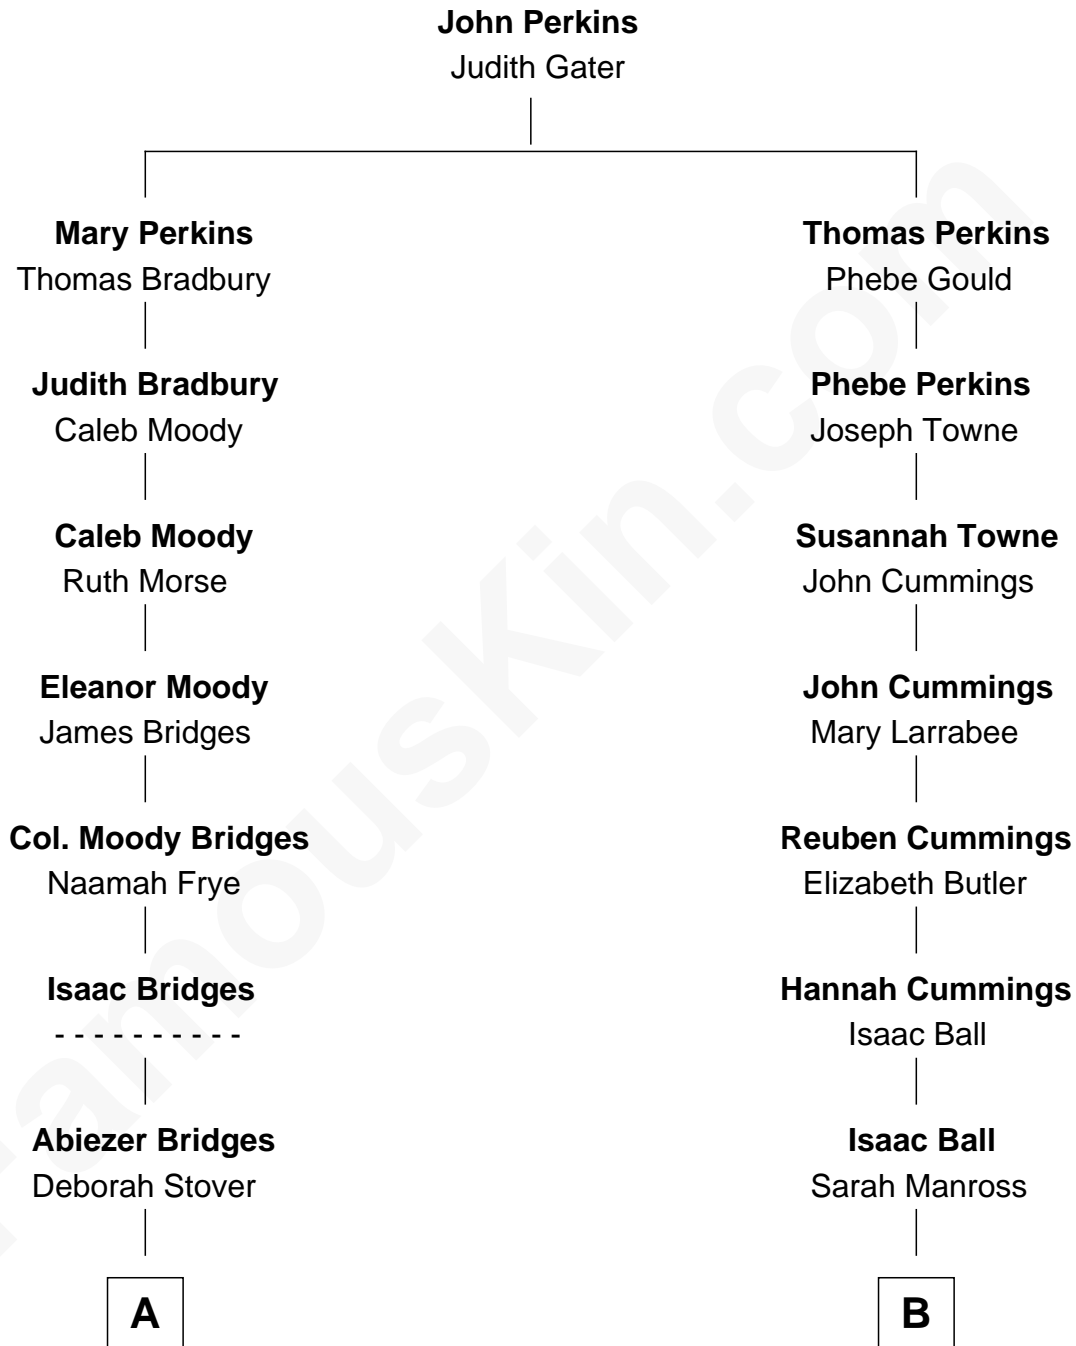 John Perkins
Judith Gater
Mary Perkins
Thomas Bradbury
Thomas Perkins
Phebe Gould
Judith Bradbury
Caleb Moody
Phebe Perkins
Joseph Towne
Caleb Moody
Ruth Morse
Susannah Towne
John Cummings
Eleanor Moody
James Bridges
John Cummings
Mary Larrabee
Col. Moody Bridges
Naamah Frye
Reuben Cummings
Elizabeth Butler
Isaac Bridges
- - - - - - - - - -
Hannah Cummings
Isaac Ball
Abiezer Bridges
Deborah Stover
Isaac Ball
Sarah Manross
A
B
FamousKin.com